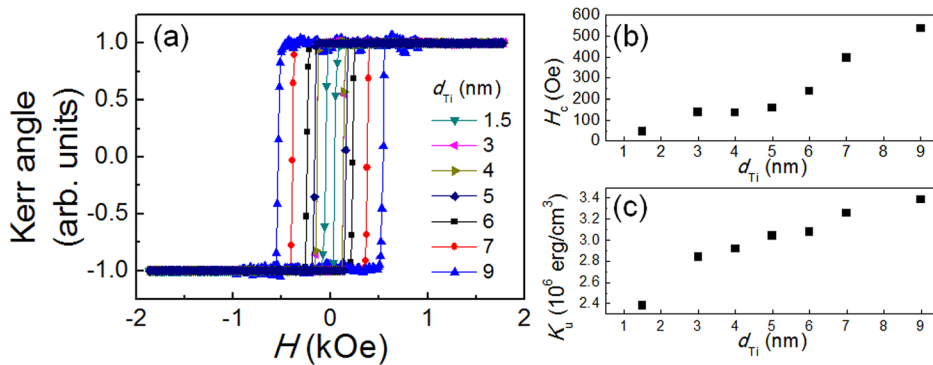 (a)
Kerr angle
(arb. units)
1.0
0.5
0.0
-0.5
-1.0
-2
-1
0
1
2
H (kOe)
d_Ti (nm)
1.5
3
4
5
6
7
9
(b)
H_c (Oe)
600
500
400
300
200
100
0
1 2 3 4 5 6 7 8 9
d_Ti (nm)
(c)
K_u (10^6 erg/cm^3)
3.4
3.2
3.0
2.8
2.6
2.4
1 2 3 4 5 6 7 8 9
d_Ti (nm)